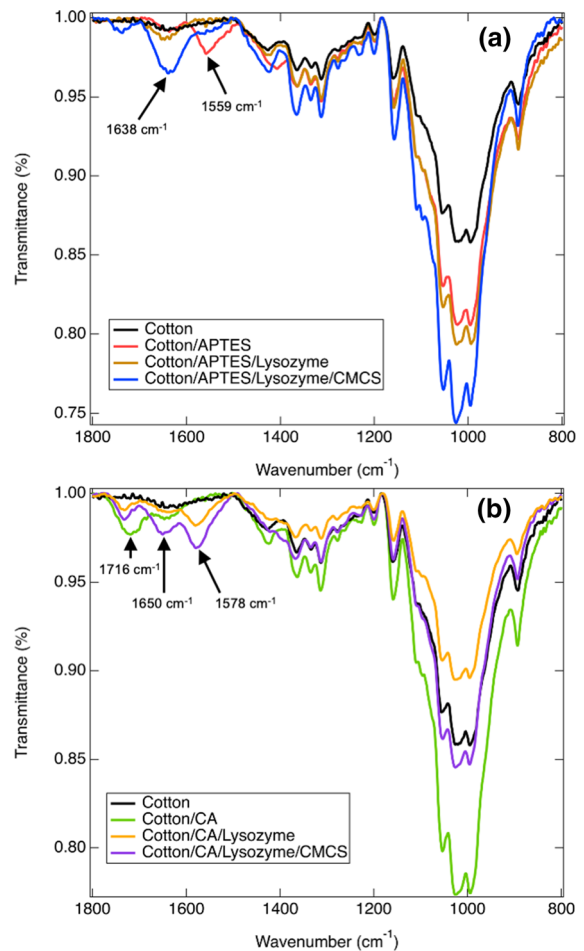 (a)
1.00
0.95
0.90
0.85
0.80
0.75
Transmittance (%)
1559 cm⁻¹
1638 cm⁻¹
Cotton
Cotton/APTES
Cotton/APTES/Lysozyme
Cotton/APTES/Lysozyme/CMCS
1800 1600 1400 1200 1000 800
Wavenumber (cm⁻¹)
(b)
1.00
0.95
0.90
0.85
0.80
Transmittance (%)
1716 cm⁻¹
1650 cm⁻¹ 1578 cm⁻¹
Cotton
Cotton/CA
Cotton/CA/Lysozyme
Cotton/CA/Lysozyme/CMCS
1800 1600 1400 1200 1000 800
Wavenumber (cm⁻¹)